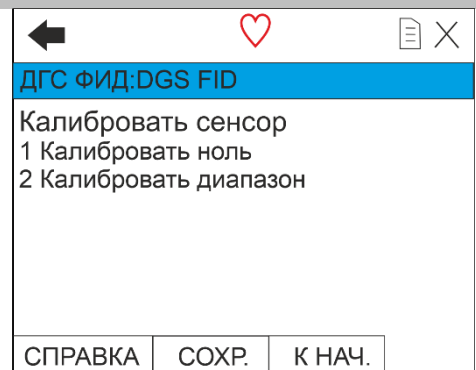 ДГС ФИД:DGS FID
Калибровать сенсор
1 Калибровать ноль
2 Калибровать диапазон
СПРАВКА СОХР. К НАЧ.